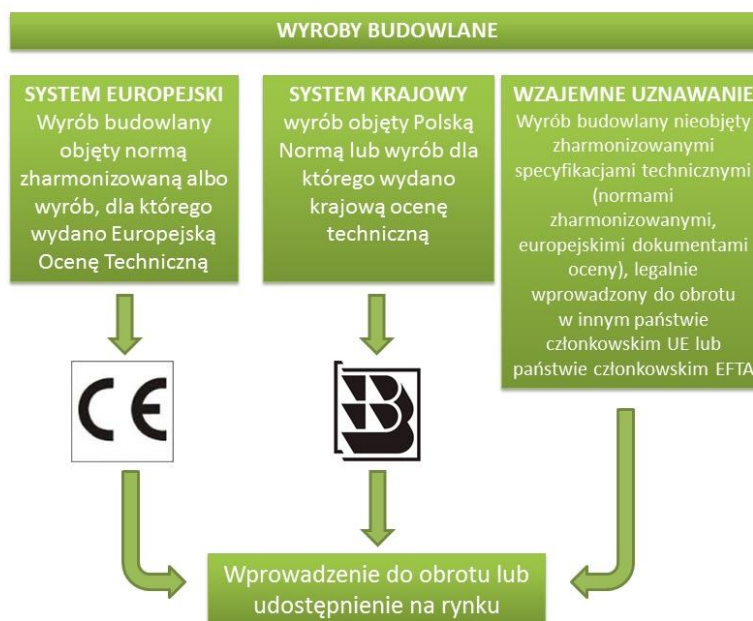 WYROBY BUDOWLANE
SYSTEM EUROPEJSKI
Wyrób budowlany
objęty normą
zharmonizowaną albo
wyrób, dla którego
wydano Europejską
Ocenę Techniczną
SYSTEM KRAJOWY
wyrób objęty Polską
Normą lub wyrób dla
którego wydano
krajową ocenę
techniczną
WZAJEMNE UZNAWANIE
Wyrób budowlany nieobjęty
zharmonizowanymi
specyfikacjami technicznymi
(normami
zharmonizowanymi,
europejskimi dokumentami
oceny), legalnie
wprowadzony do obrotu
w innym państwie
członkowskim UE lub
państwie członkowskim EFTA
CE
B
Wprowadzenie do obrotu lub
udostępnienie na rynku